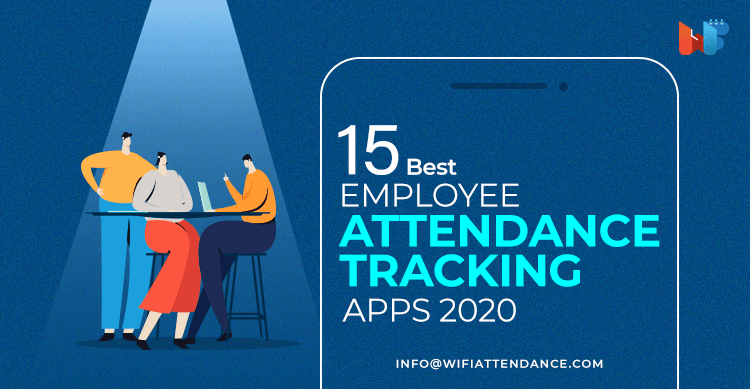 15 Best
EMPLOYEE
ATTENDANCE
TRACKING
APPS 2020
INFO@WIFIATTENDANCE.COM